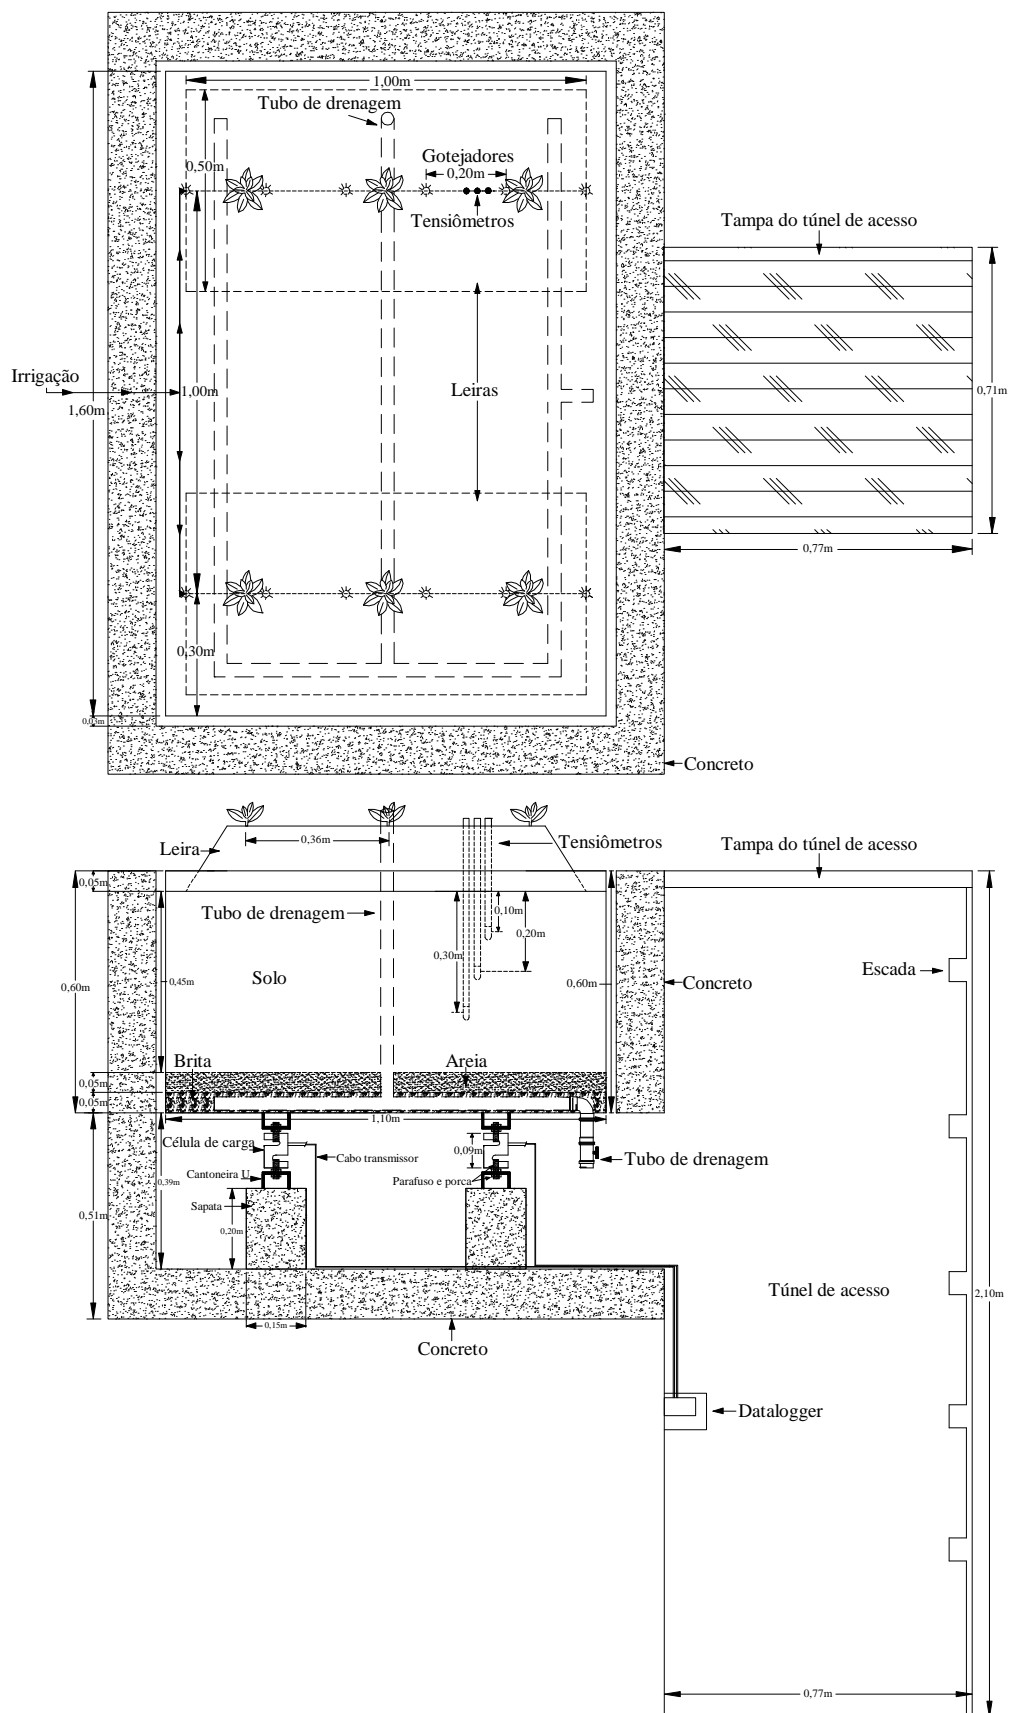 1,00m
Tubo de drenagem
Gotejadores
0,50m
0,20m
Tensiômetros
Tampa do túnel de acesso
Irrigação
1,00m
Leiras
0,71m
1,60m
0,77m
0,30m
0,03m
Concreto
0,36m
Leira
Tensiômetros
Tampa do túnel de acesso
0,05m
Tubo de drenagem
0,10m
0,20m
0,30m
Escada
Solo
0,45m
0,60m
0,60m
Concreto
Brita
Areia
0,05m
0,05m
1,10m
Célula de carga
Cabo transmissor
0,09m
Tubo de drenagem
Cantoneira U
Parafuso e porca
0,39m
Sapata
0,51m
0,20m
Túnel de acesso
2,10m
0,15m
Concreto
Datalogger
0,77m